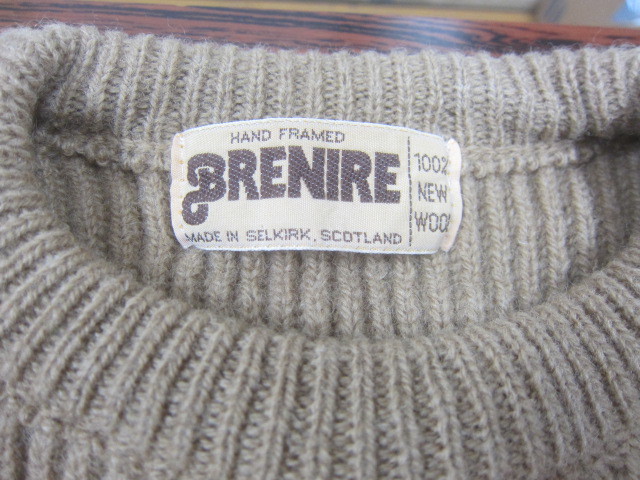 HAND FRAMED
BRENIRE
MADE IN SELKIRK, SCOTLAND
100%
NEW
WOOL